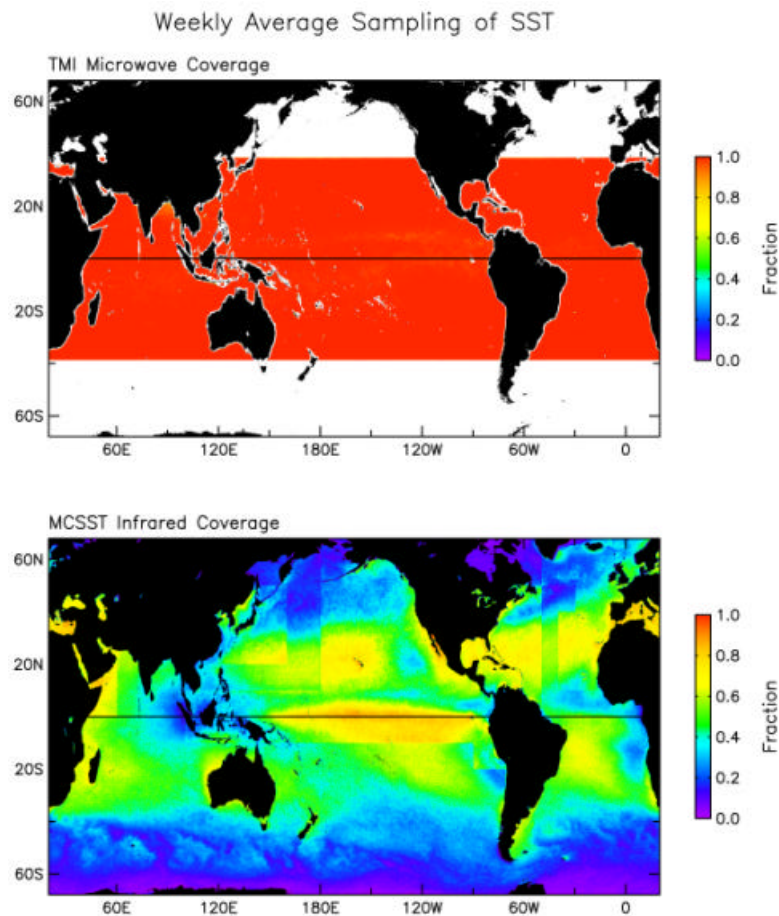 Weekly Average Sampling of SST
TMI Microwave Coverage
60N
20N
20S
60S
60E 120E 180E 120W 60W 0
1.0
0.8
0.6
0.4
0.2
0.0
Fraction
MCSST Infrared Coverage
60N
20N
20S
60S
60E 120E 180E 120W 60W 0
1.0
0.8
0.6
0.4
0.2
0.0
Fraction